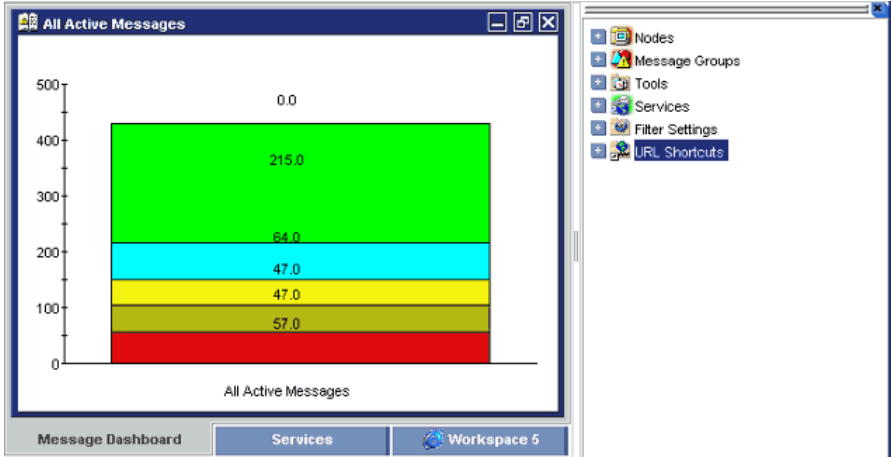 All Active Messages
500
400
300
200
100
0
0.0
215.0
64.0
47.0
47.0
57.0
All Active Messages
Message Dashboard
Services
Workspace 5
Nodes
Message Groups
Tools
Services
Filter Settings
URL Shortcuts